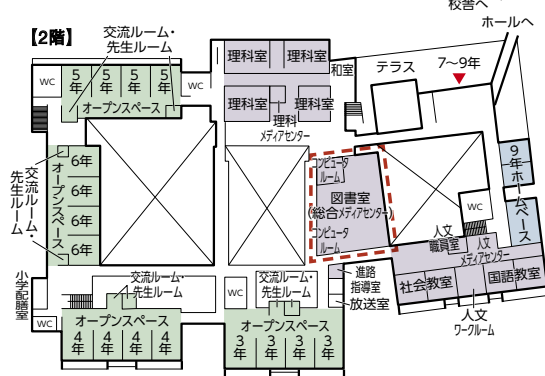 校舎へ
ホールへ
【2階】
交流ルーム・
先生ルーム
理科室
理科室
和室
テラス
7〜9年
WC
5年
5年
5年
5年
WC
オープンスペース
理科室
理科室
理科
メディアセンター
9年ホームベース
6年
6年
6年
6年
オープンスペース
交流ルーム・
先生ルーム
コンピュータ
ルーム
図書室
(総合メディアセンター)
コンピュータ
ルーム
WC
人文
職員室
人文
メディアセンター
小学配膳室
交流ルーム・
先生ルーム
WC
交流ルーム・
先生ルーム
進路
指導室
放送室
社会教室
国語教室
人文
ワークルーム
WC
オープンスペース
4年
4年
4年
4年
オープンスペース
3年
3年
3年
3年